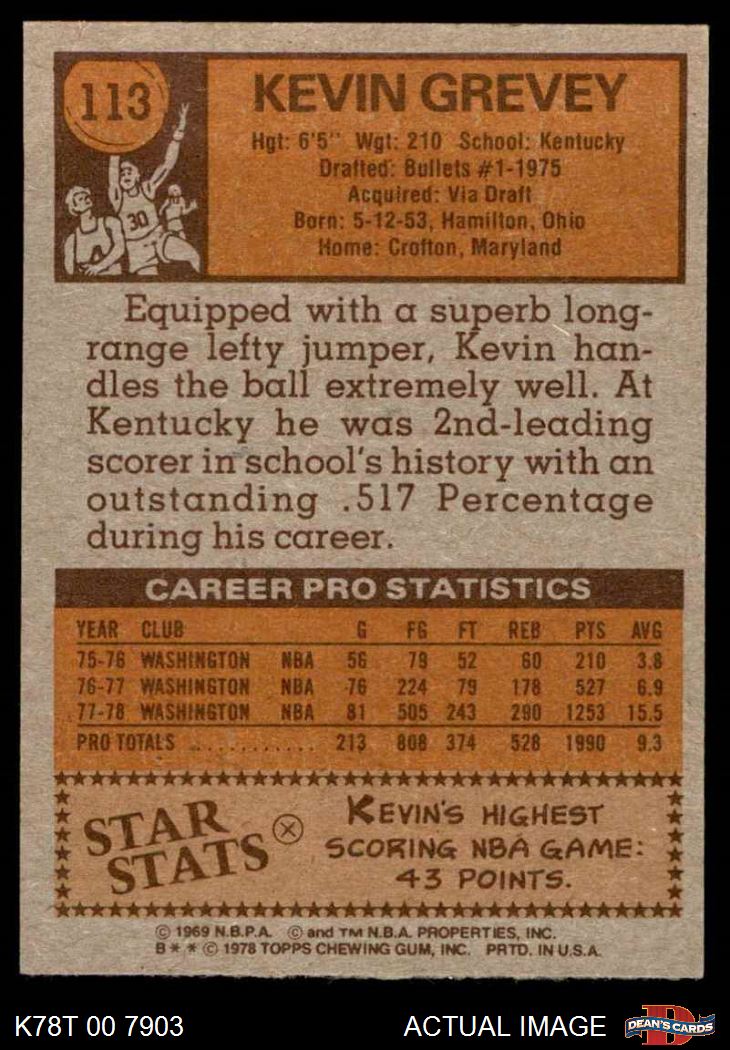 113
30
KEVIN GREVEY
Hgt: 6'5" Wgt: 210 School: Kentucky
Drafted: Bullets #1-1975
Acquired: Via Draft
Born: 5-12-53, Hamilton, Ohio
Home: Crofton, Maryland
Equipped with a superb long-
range lefty jumper, Kevin han-
dles the ball extremely well. At
Kentucky he was 2nd-leading
scorer in school's history with an
outstanding .517 Percentage
during his career.
CAREER PRO STATISTICS
YEAR CLUB G FG FT REB PTS AVG
75-76 WASHINGTON NBA 56 79 52 60 210 3.8
76-77 WASHINGTON NBA 76 224 79 178 527 6.9
77-78 WASHINGTON NBA 81 505 243 290 1253 15.5
PRO TOTALS ........... 213 808 374 528 1990 9.3
STAR
STATS
KEVIN'S HIGHEST
SCORING NBA GAME:
43 POINTS.
© 1969 N.B.P.A. © and TM N.B.A. PROPERTIES, INC.
B * * © 1978 TOPPS CHEWING GUM, INC. PRTD. IN U.S.A.
K78T 00 7903 ACTUAL IMAGE
D
DEAN'S CARDS